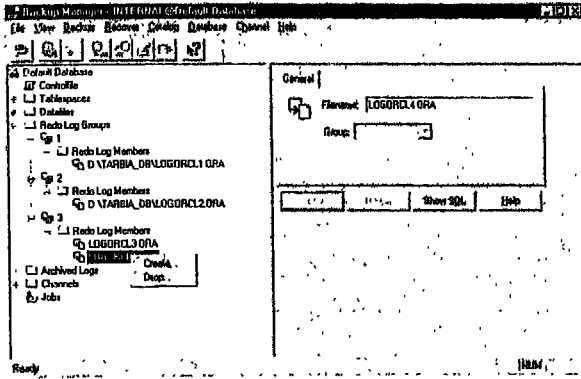 Backup Manager - INTERNAL@Default Database
File View Backup Recover Catalog Database Channel Help
Default Database
Controlfile
Tablespaces
Datafiles
Redo Log Groups
1
Redo Log Members
D:\TARBIA_DB\LOGORCL1.ORA
2
Redo Log Members
D:\TARBIA_DB\LOGORCL2.ORA
3
Redo Log Members
LOGORCL3.ORA
Create
Drop
Archived Logs
Channels
Jobs
General
Filename: LOGORCL4.ORA
Group:
Show SQL
Help
Ready
NUM